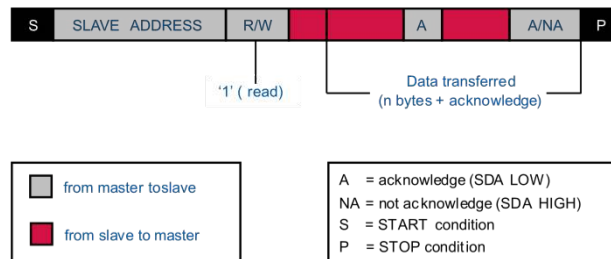 S SLAVE ADDRESS R/W A A/NA P
'1' ( read)
Data transferred
(n bytes + acknowledge)
from master toslave
from slave to master
A = acknowledge (SDA LOW)
NA = not acknowledge (SDA HIGH)
S = START condition
P = STOP condition